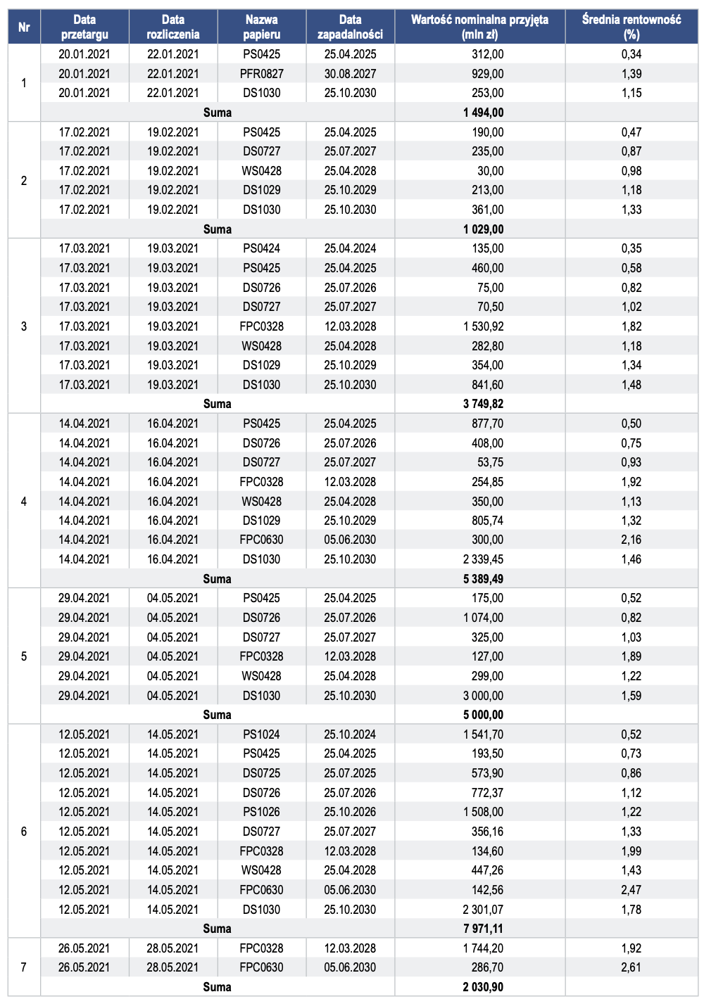 Nr Data przetargu Data rozliczenia Nazwa papieru Data zapadalności Wartość nominalna przyjęta (mln zł) Średnia rentowność (%)
1
20.01.2021 22.01.2021 PS0425 25.04.2025 312,00 0,34
20.01.2021 22.01.2021 PFR0827 30.08.2027 929,00 1,39
20.01.2021 22.01.2021 DS1030 25.10.2030 253,00 1,15
Suma 1 494,00
2
17.02.2021 19.02.2021 PS0425 25.04.2025 190,00 0,47
17.02.2021 19.02.2021 DS0727 25.07.2027 235,00 0,87
17.02.2021 19.02.2021 WS0428 25.04.2028 30,00 0,98
17.02.2021 19.02.2021 DS1029 25.10.2029 213,00 1,18
17.02.2021 19.02.2021 DS1030 25.10.2030 361,00 1,33
Suma 1 029,00
3
17.03.2021 19.03.2021 PS0424 25.04.2024 135,00 0,35
17.03.2021 19.03.2021 PS0425 25.04.2025 460,00 0,58
17.03.2021 19.03.2021 DS0726 25.07.2026 75,00 0,82
17.03.2021 19.03.2021 DS0727 25.07.2027 70,50 1,02
17.03.2021 19.03.2021 FPC0328 12.03.2028 1 530,92 1,82
17.03.2021 19.03.2021 WS0428 25.04.2028 282,80 1,18
17.03.2021 19.03.2021 DS1029 25.10.2029 354,00 1,34
17.03.2021 19.03.2021 DS1030 25.10.2030 841,60 1,48
Suma 3 749,82
4
14.04.2021 16.04.2021 PS0425 25.04.2025 877,70 0,50
14.04.2021 16.04.2021 DS0726 25.07.2026 408,00 0,75
14.04.2021 16.04.2021 DS0727 25.07.2027 53,75 0,93
14.04.2021 16.04.2021 FPC0328 12.03.2028 254,85 1,92
14.04.2021 16.04.2021 WS0428 25.04.2028 350,00 1,13
14.04.2021 16.04.2021 DS1029 25.10.2029 805,74 1,32
14.04.2021 16.04.2021 FPC0630 05.06.2030 300,00 2,16
14.04.2021 16.04.2021 DS1030 25.10.2030 2 339,45 1,46
Suma 5 389,49
5
29.04.2021 04.05.2021 PS0425 25.04.2025 175,00 0,52
29.04.2021 04.05.2021 DS0726 25.07.2026 1 074,00 0,82
29.04.2021 04.05.2021 DS0727 25.07.2027 325,00 1,03
29.04.2021 04.05.2021 FPC0328 12.03.2028 127,00 1,89
29.04.2021 04.05.2021 WS0428 25.04.2028 299,00 1,22
29.04.2021 04.05.2021 DS1030 25.10.2030 3 000,00 1,59
Suma 5 000,00
6
12.05.2021 14.05.2021 PS1024 25.10.2024 1 541,70 0,52
12.05.2021 14.05.2021 PS0425 25.04.2025 193,50 0,73
12.05.2021 14.05.2021 DS0725 25.07.2025 573,90 0,86
12.05.2021 14.05.2021 DS0726 25.07.2026 772,37 1,12
12.05.2021 14.05.2021 PS1026 25.10.2026 1 508,00 1,22
12.05.2021 14.05.2021 DS0727 25.07.2027 356,16 1,33
12.05.2021 14.05.2021 FPC0328 12.03.2028 134,60 1,99
12.05.2021 14.05.2021 WS0428 25.04.2028 447,26 1,43
12.05.2021 14.05.2021 FPC0630 05.06.2030 142,56 2,47
12.05.2021 14.05.2021 DS1030 25.10.2030 2 301,07 1,78
Suma 7 971,11
7
26.05.2021 28.05.2021 FPC0328 12.03.2028 1 744,20 1,92
26.05.2021 28.05.2021 FPC0630 05.06.2030 286,70 2,61
Suma 2 030,90